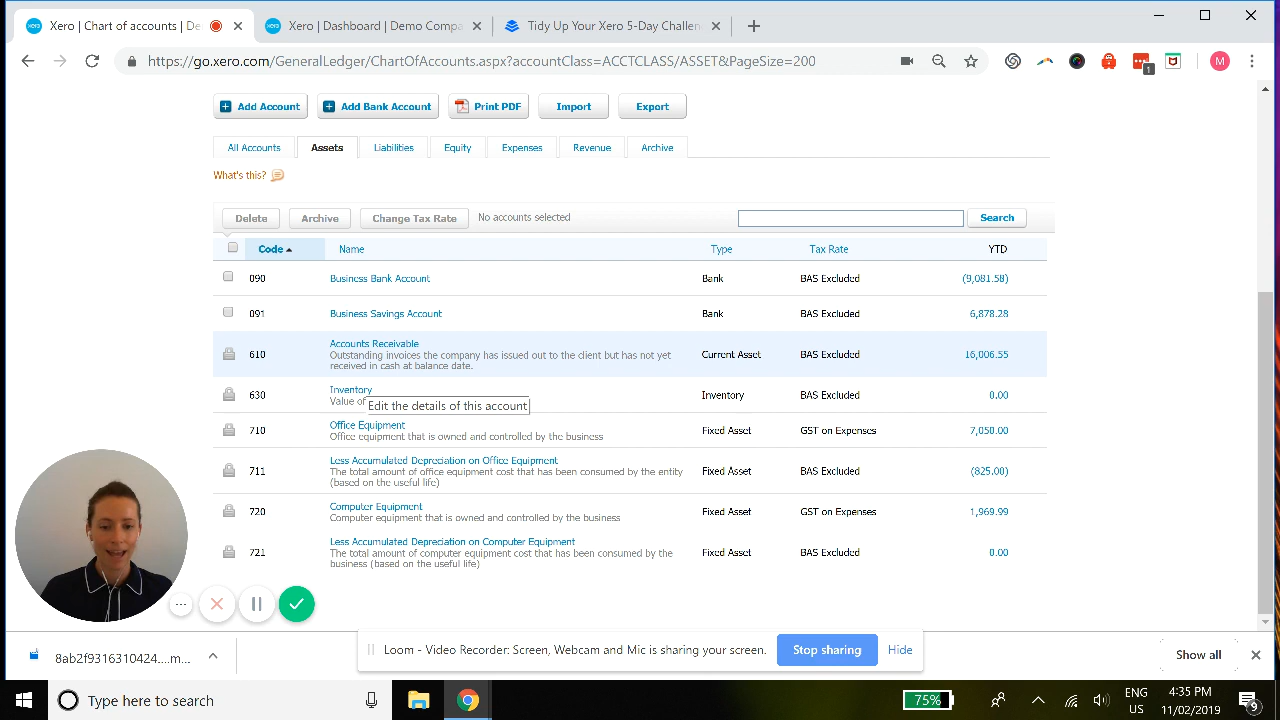 Xero | Chart of accounts | De
Xero | Dashboard | Demo Compa
Tidy Up Your Xero 5-Day Challen
https://go.xero.com/GeneralLedger/ChartOfAccounts.aspx?accountClass=ACCTCLASS/ASSET&PageSize=200
1
M
Add Account
Add Bank Account
Print PDF
Import
Export
All Accounts
Assets
Liabilities
Equity
Expenses
Revenue
Archive
What's this?
Delete
Archive
Change Tax Rate
No accounts selected
Search
Code Name Type Tax Rate YTD
090 Business Bank Account Bank BAS Excluded (9,081.58)
091 Business Savings Account Bank BAS Excluded 6,878.28
Accounts Receivable
610 Outstanding invoices the company has issued out to the client but has not yet Current Asset BAS Excluded 16,006.55
received in cash at balance date.
Inventory
630 Inventory BAS Excluded 0.00
Value of
Edit the details of this account
Office Equipment
710 Fixed Asset GST on Expenses 7,050.00
Office equipment that is owned and controlled by the business
Less Accumulated Depreciation on Office Equipment
711 The total amount of office equipment cost that has been consumed by the entity Fixed Asset BAS Excluded (825.00)
(based on the useful life)
Computer Equipment
720 Fixed Asset GST on Expenses 1,969.99
Computer equipment that is owned and controlled by the business
Less Accumulated Depreciation on Computer Equipment
721 The total amount of computer equipment cost that has been consumed by the Fixed Asset BAS Excluded 0.00
business (based on the useful life)
Loom - Video Recorder: Screen, Webcam and Mic is sharing your screen.
Stop sharing
Hide
8ab2f9316310424....m...
Show all
Type here to search
75%
ENG
US
4:35 PM
11/02/2019
9